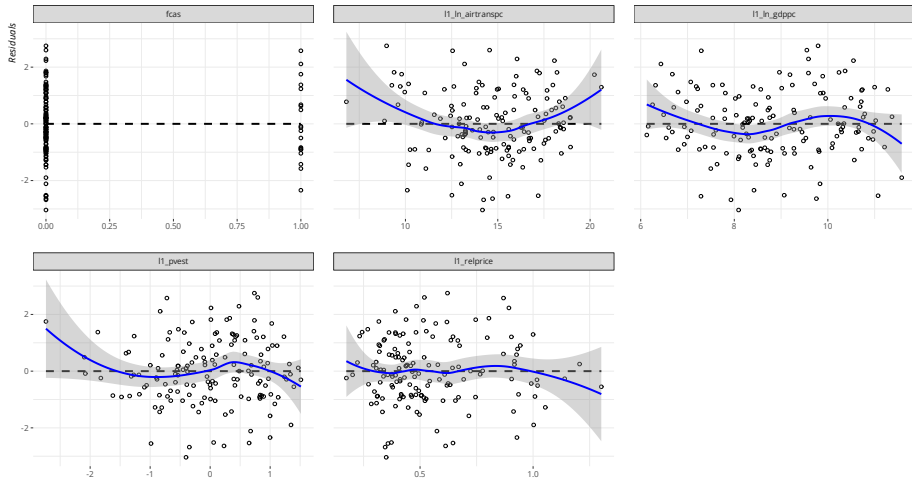 fcas
l1_ln_airtranspc
l1_ln_gdppc
Residuals
2
0
-2
0.00 0.25 0.50 0.75 1.00
10 15 20
6 8 10
l1_pvest
l1_relprice
2
0
-2
-2 -1 0 1
0.5 1.0